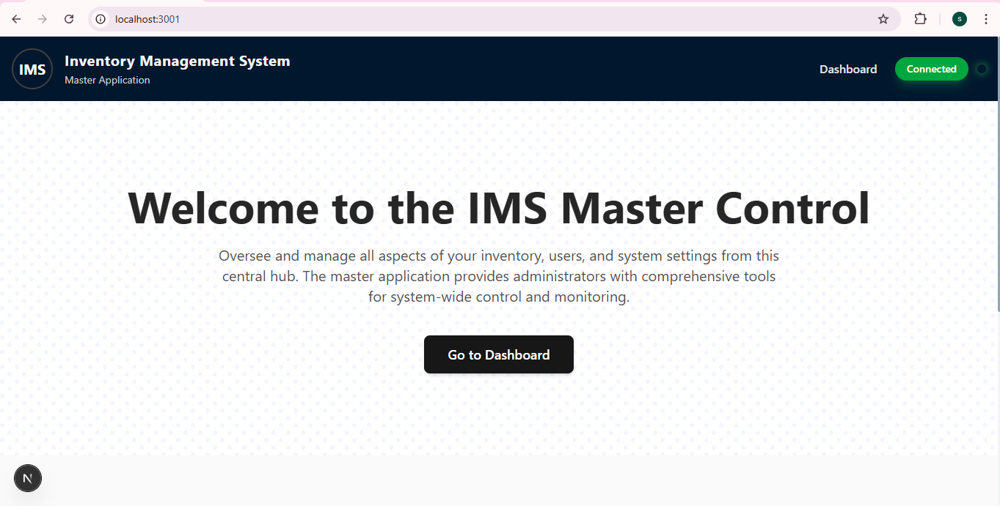 localhost:3001
S
IMS
Inventory Management System
Master Application
Dashboard
Connected
Welcome to the IMS Master Control
Oversee and manage all aspects of your inventory, users, and system settings from this
central hub. The master application provides administrators with comprehensive tools
for system-wide control and monitoring.
Go to Dashboard
N